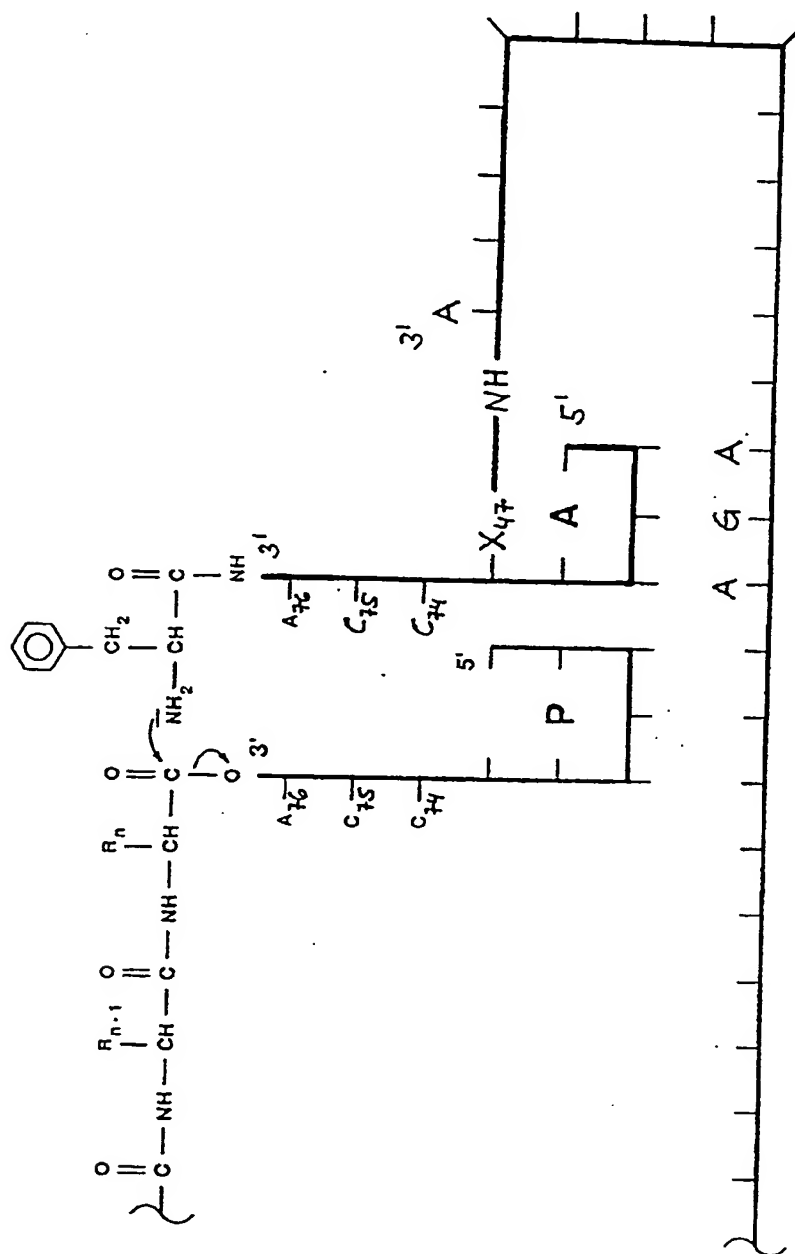 O R n-1 O R n O CH2 O
C — NH — CH — C — NH — CH — C NH2 — CH — C
O NH
3' 3'
A76 A76
C75 C75 3'
C74 C74 A
5' X47 NH
P A 5'
A G A